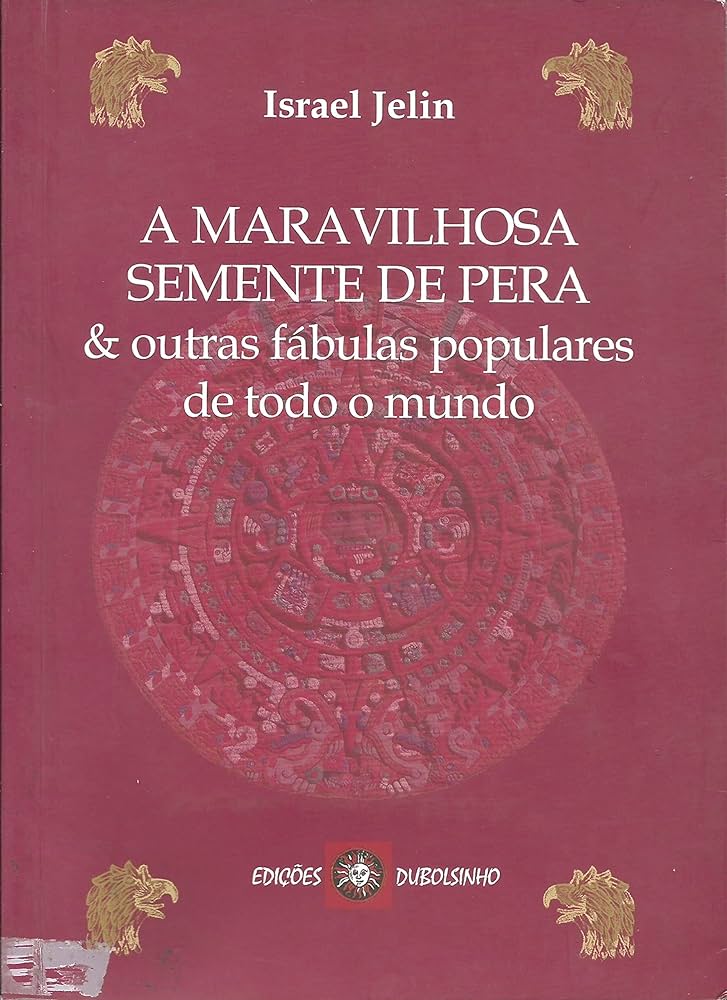 Israel Jelin
A MARAVILHOSA
SEMENTE DE PERA
& outras fábulas populares
de todo o mundo
EDIÇÕES DUBOLSINHO